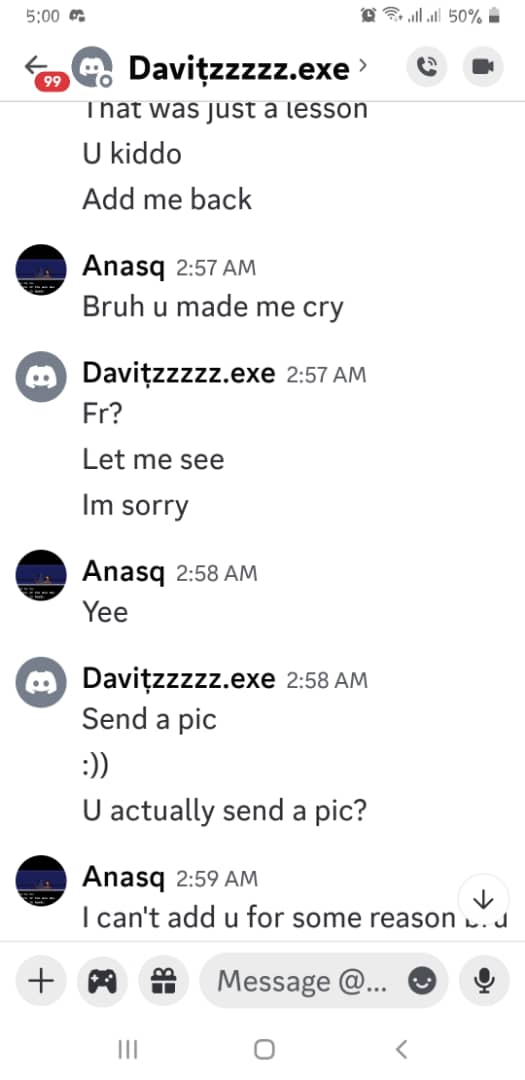 5:00
50%
99
Davițzzzzz.exe
That was just a lesson
U kiddo
Add me back
Anasq 2:57 AM
Bruh u made me cry
Davițzzzzz.exe 2:57 AM
Fr?
Let me see
Im sorry
Anasq 2:58 AM
Yee
Davițzzzzz.exe 2:58 AM
Send a pic
:))
U actually send a pic?
Anasq 2:59 AM
I can't add u for some reason
Message @...